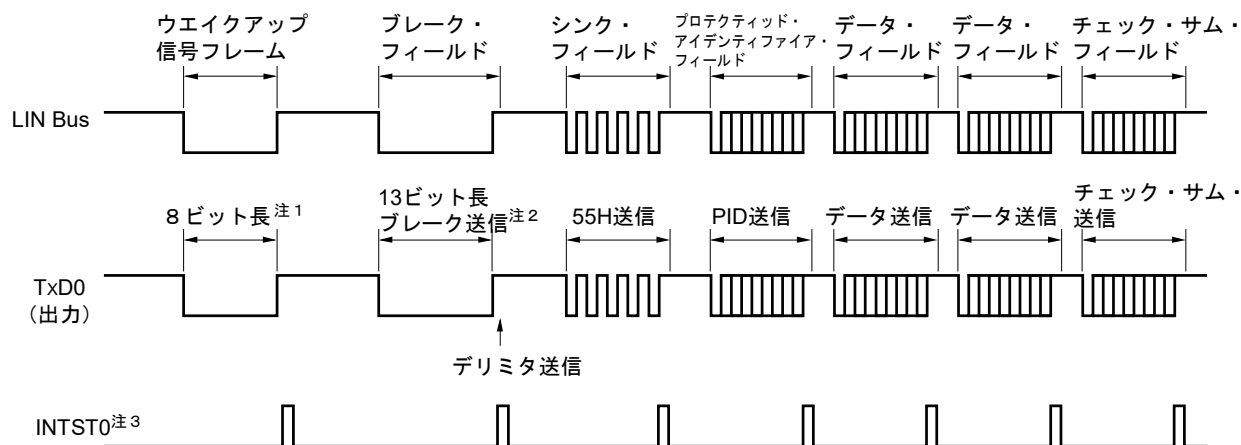 ウエイクアップ
信号フレーム
ブレーク・
フィールド
シンク・
フィールド
プロテクティッド・
アイデンティファイア・
フィールド
データ・
フィールド
データ・
フィールド
チェック・サム・
フィールド
LIN Bus
8ビット長注1
13ビット長
ブレーク送信注2
55H送信
PID送信
データ送信
データ送信
チェック・サム・
送信
TxD0
(出力)
デリミタ送信
INTST0注3